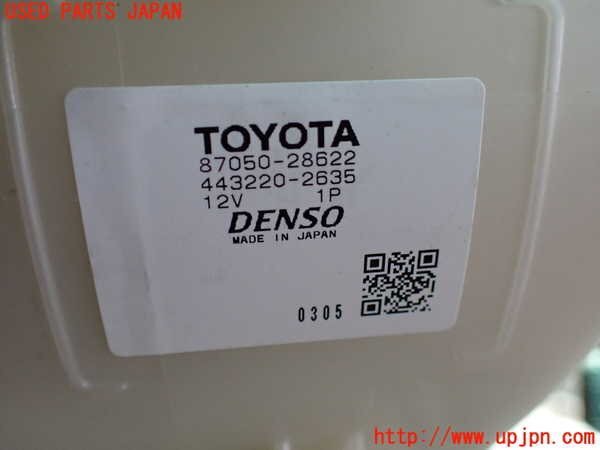 USED PARTS JAPAN
TOYOTA
87050-28622
443220-2635
12V 1P
DENSO
MADE IN JAPAN
0305
http://www.upjpn.com/